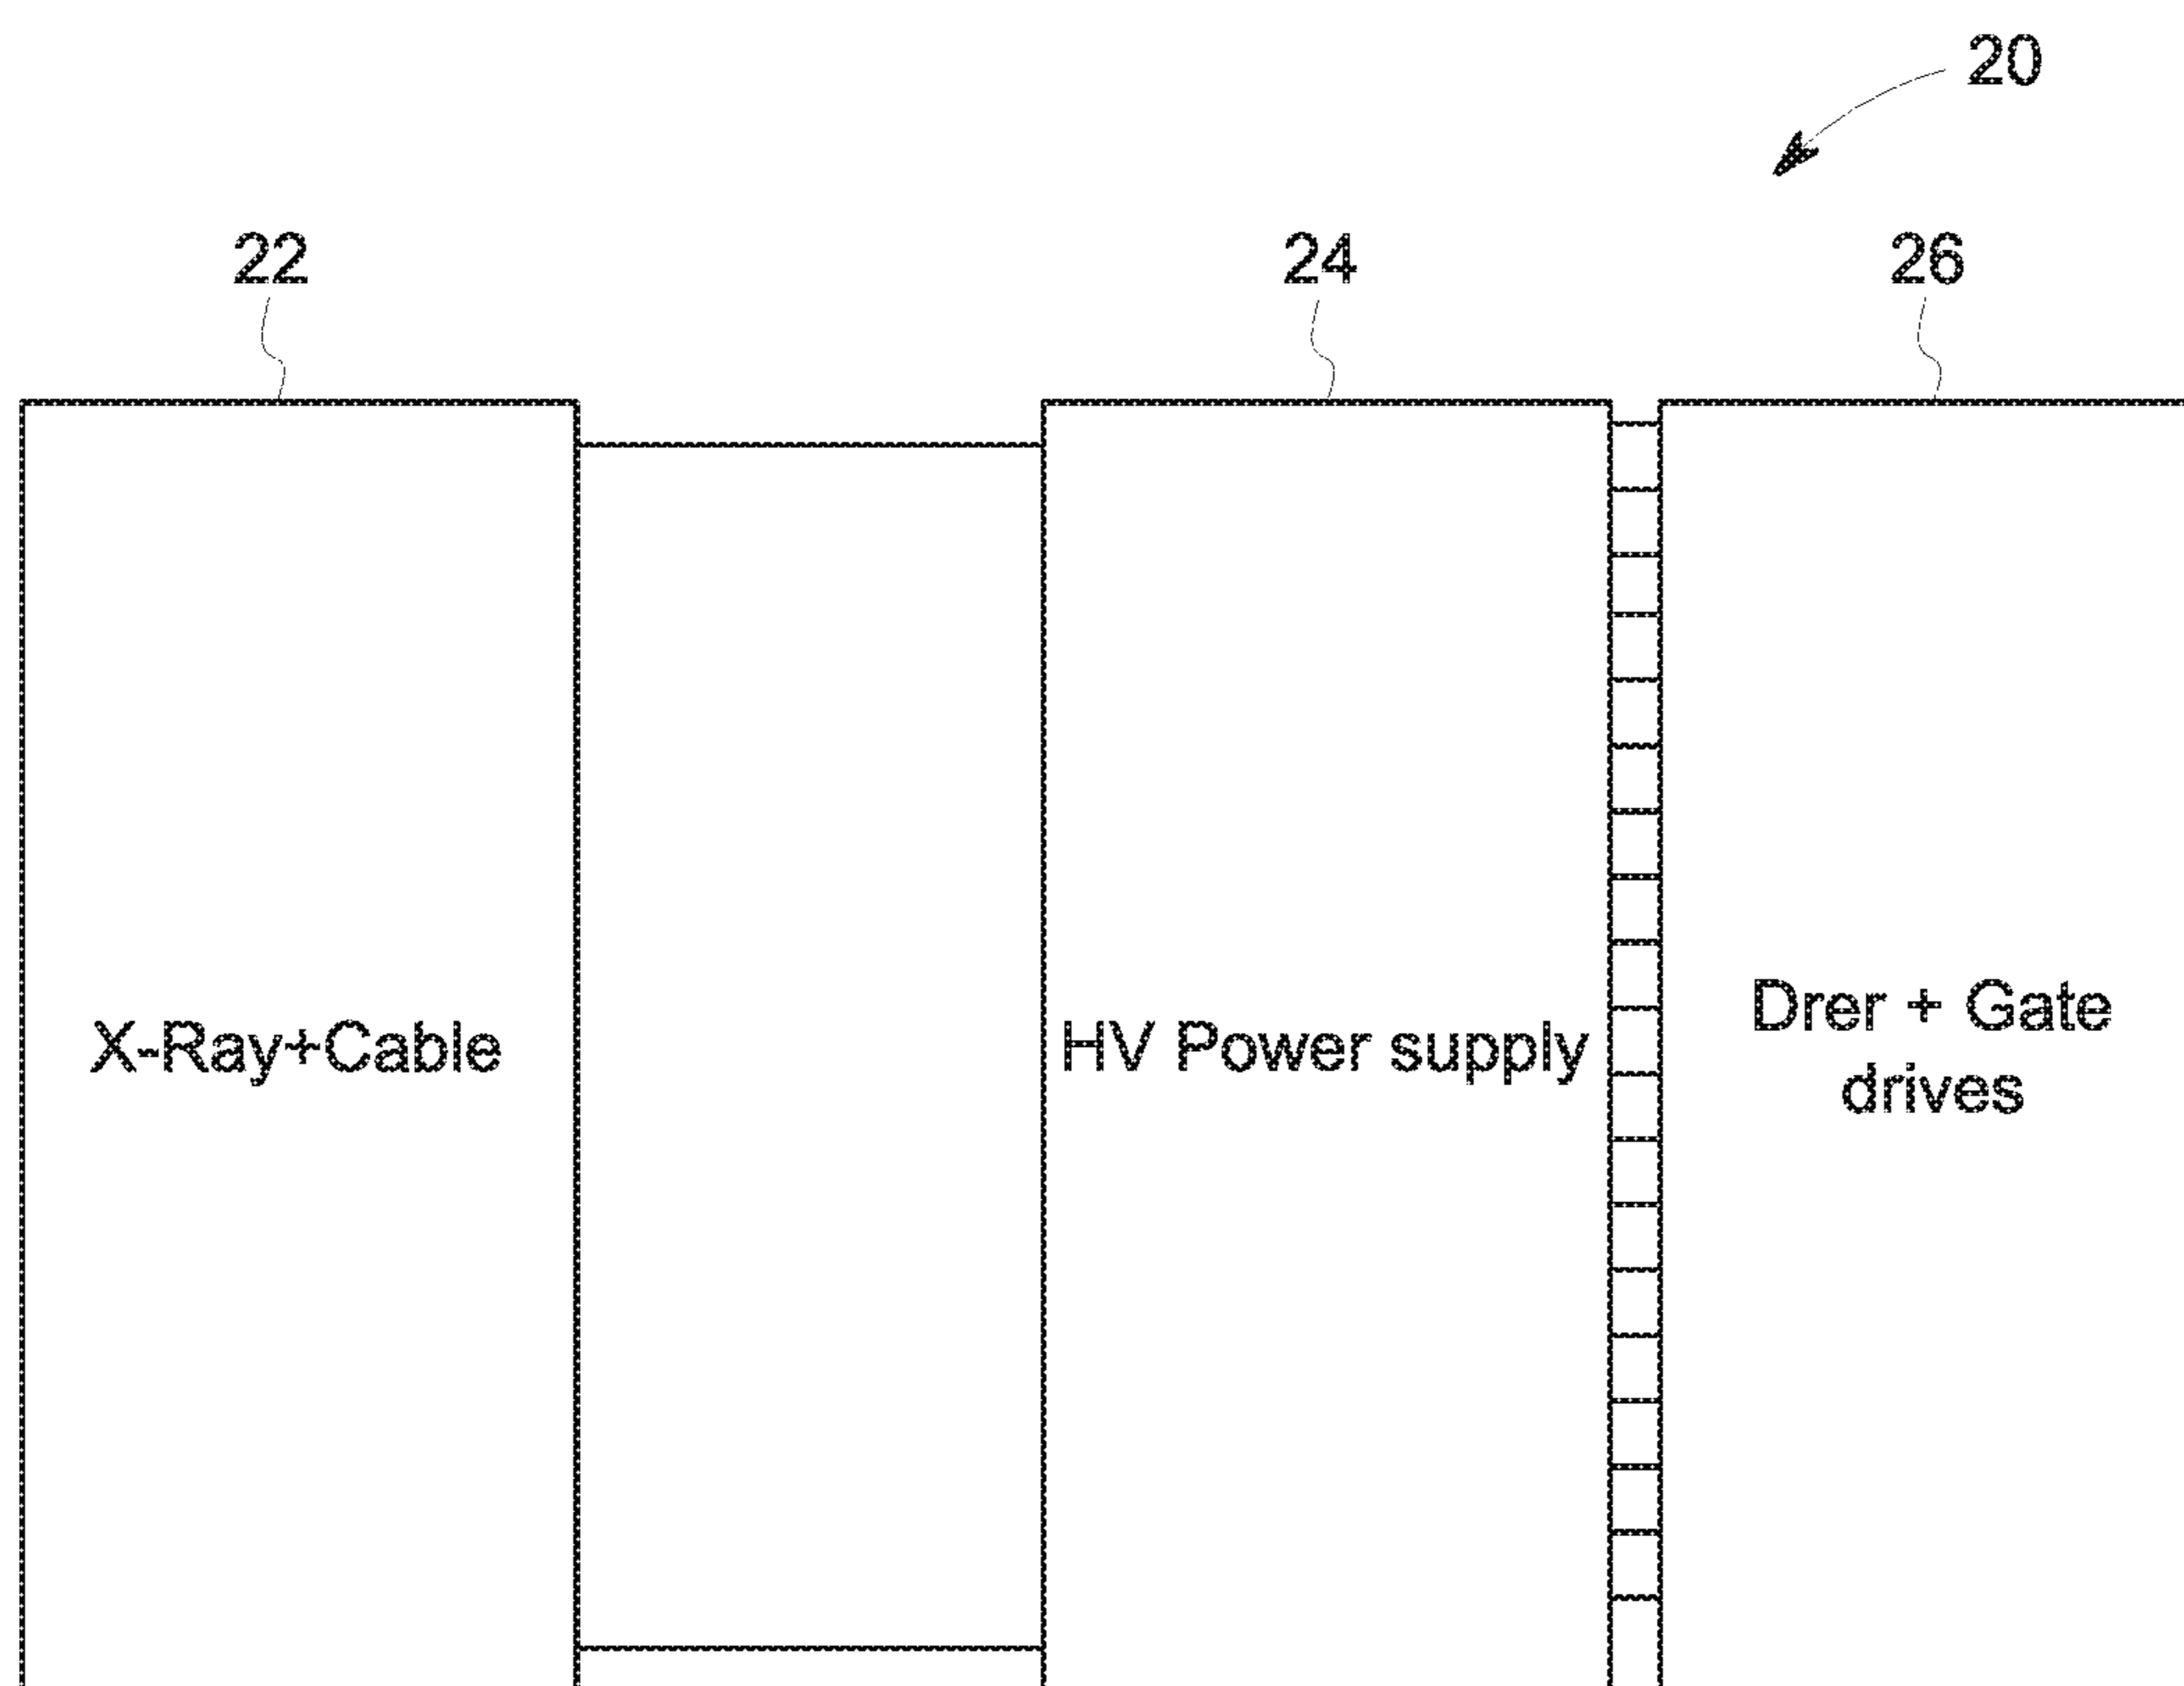 20
22
24
26
X-Ray+Cable
HV Power supply
Drer + Gate
drives